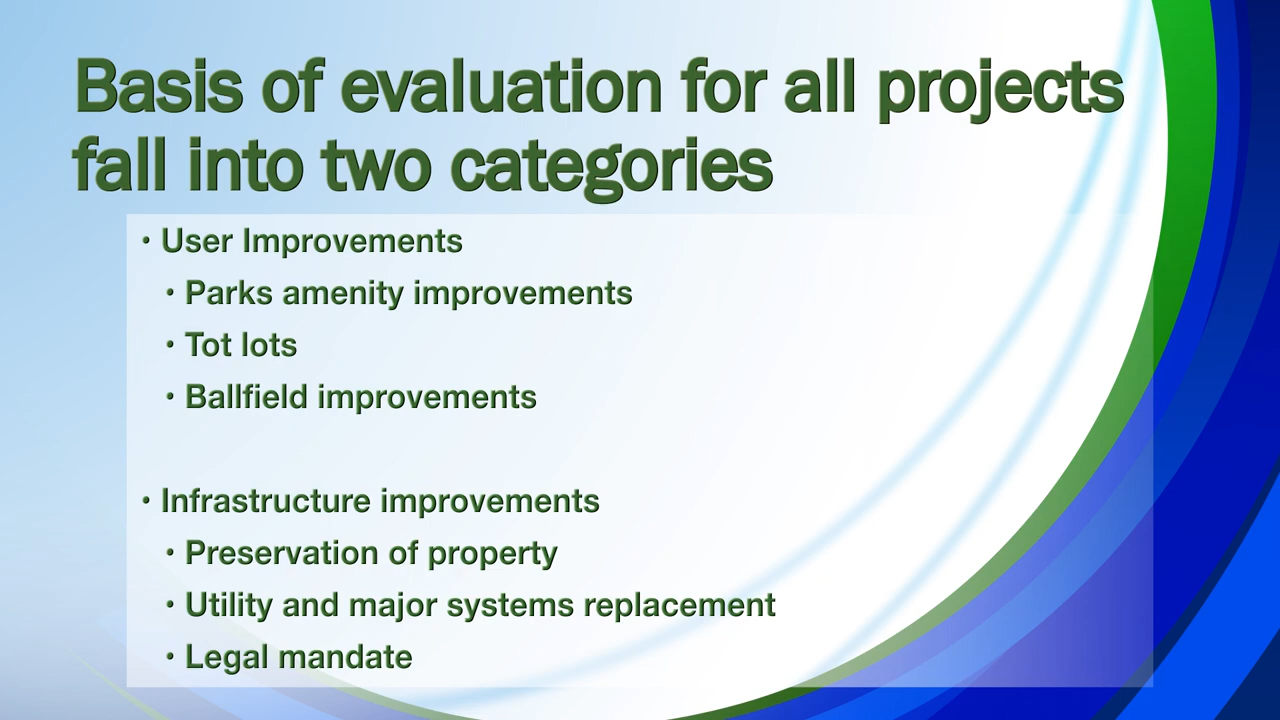 Basis of evaluation for all projects
fall into two categories
• User Improvements
• Parks amenity improvements
• Tot lots
• Ballfield improvements
• Infrastructure improvements
• Preservation of property
• Utility and major systems replacement
• Legal mandate